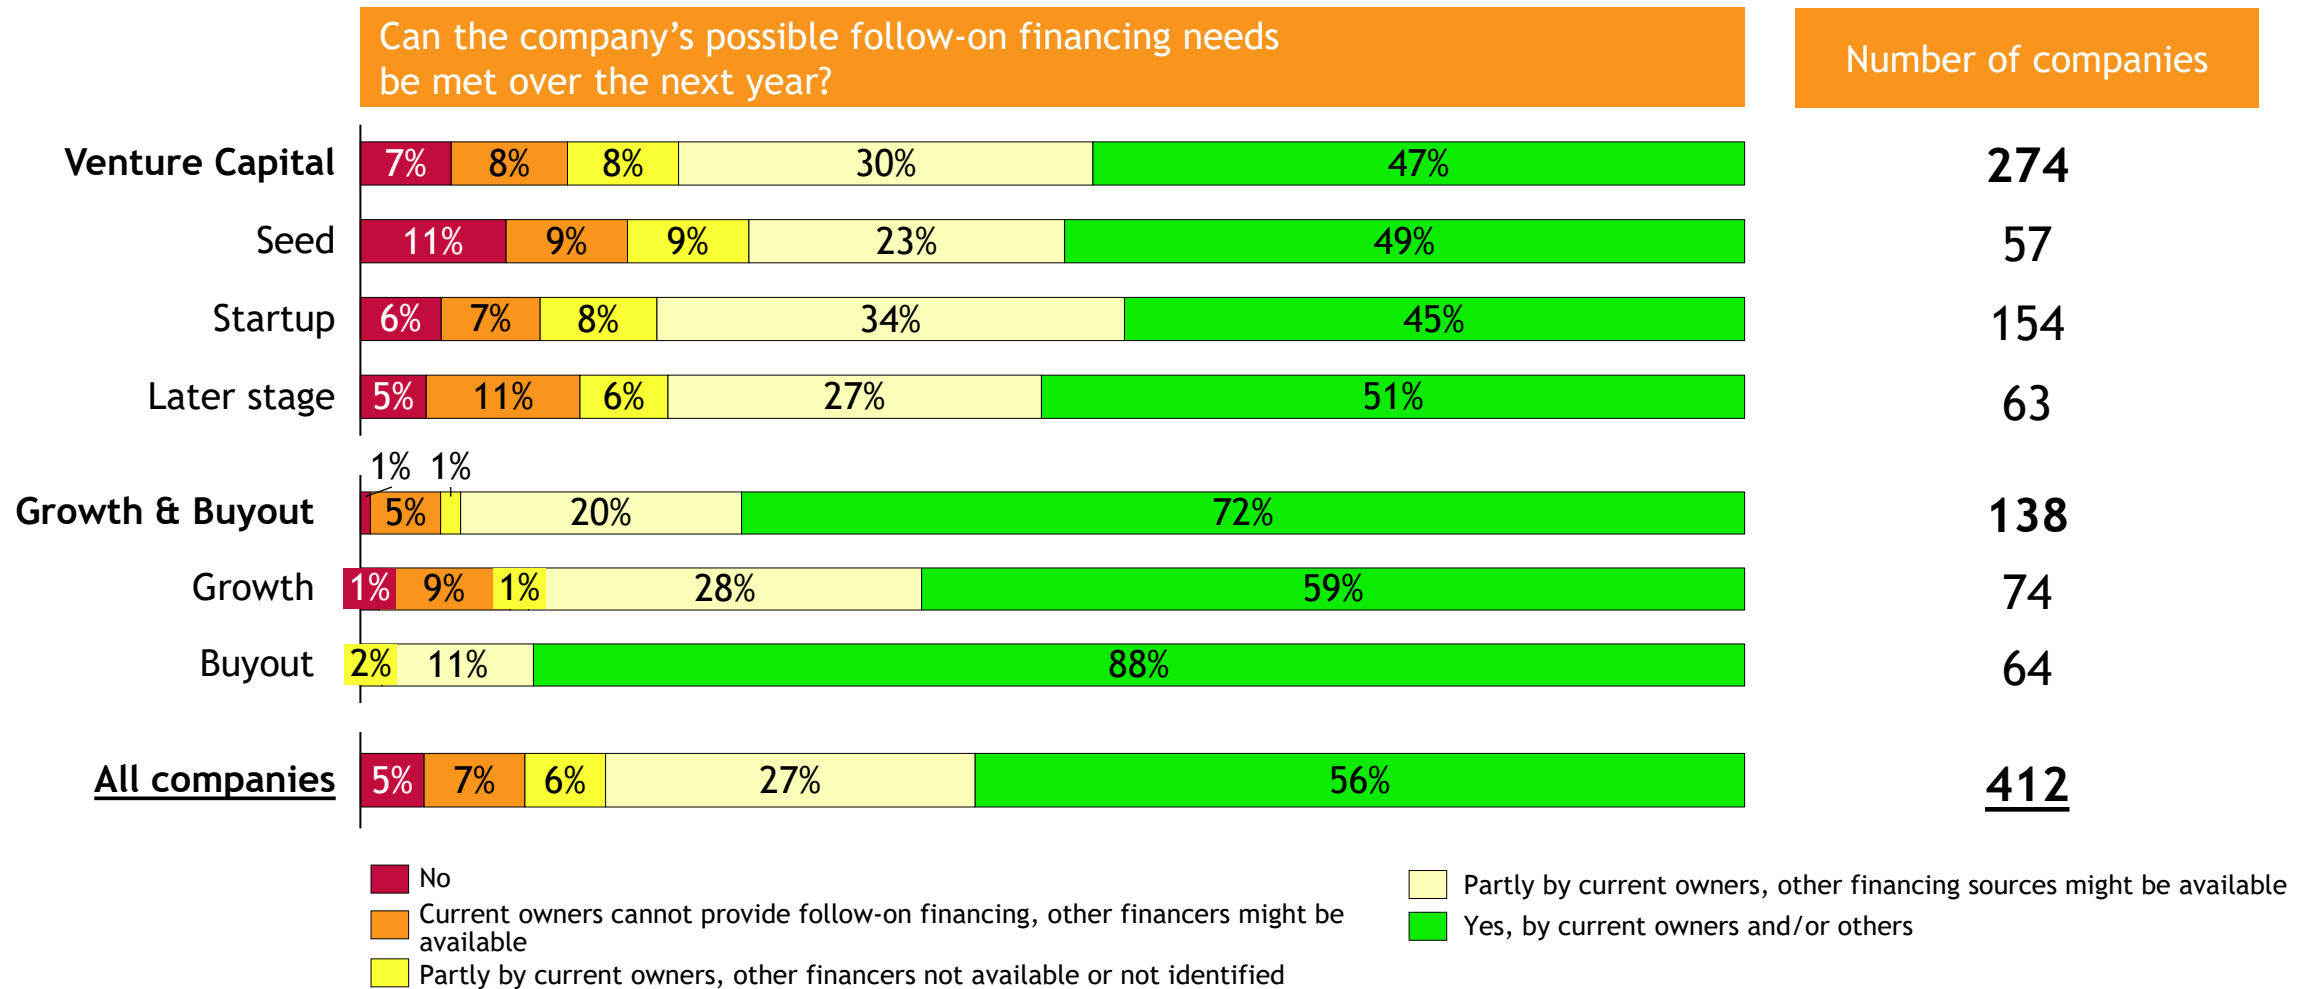 Can the company’s possible follow-on financing needs
be met over the next year?
Number of companies
Venture Capital 7% 8% 8% 30% 47% 274
Seed 11% 9% 9% 23% 49% 57
Startup 6% 7% 8% 34% 45% 154
Later stage 5% 11% 6% 27% 51% 63
1% 1%
Growth & Buyout 5% 20% 72% 138
Growth 1% 9% 1% 28% 59% 74
Buyout 2% 11% 88% 64
All companies 5% 7% 6% 27% 56% 412
No
Current owners cannot provide follow-on financing, other financers might be
available
Partly by current owners, other financers not available or not identified
Partly by current owners, other financing sources might be available
Yes, by current owners and/or others